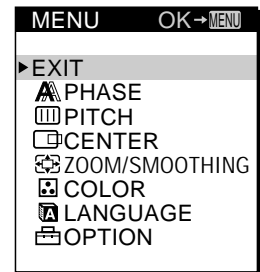 MENU OK→MENU
▶EXIT
PHASE
PITCH
CENTER
ZOOM/SMOOTHING
COLOR
LANGUAGE
OPTION